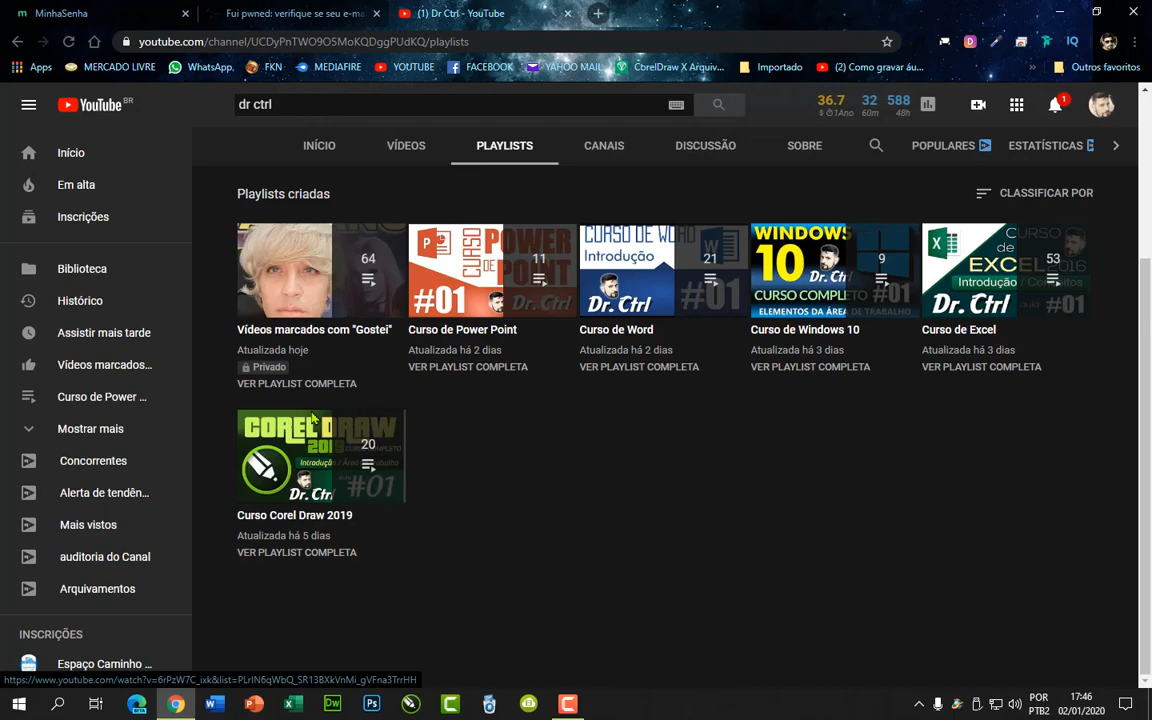 MinhaSenha
Fui pwned: verifique se seu e-ma
(1) Dr Ctrl - YouTube
youtube.com/channel/UCDyPnTWO9O5MoKQDggPUdKQ/playlists
Apps MERCADO LIVRE WhatsApp. FKN MEDIAFIRE YOUTUBE FACEBOOK YAHOO MAIL CorelDraw X Arquiv... Importado (2) Como gravar áu... » Outros favoritos
YouTube BR
dr ctrl
36.7 32 588
1Ano 60m 48h
1
INÍCIO VÍDEOS PLAYLISTS CANAIS DISCUSSÃO SOBRE POPULARES ESTATÍSTICAS
Início
Em alta
Inscrições
Biblioteca
Histórico
Assistir mais tarde
Vídeos marcados...
Curso de Power ...
Mostrar mais
Concorrentes
Alerta de tendên...
Mais vistos
auditoria do Canal
Arquivamentos
INSCRIÇÕES
Espaço Caminho ...
Playlists criadas
CLASSIFICAR POR
64
Vídeos marcados com "Gostei"
Atualizada hoje
Privado
VER PLAYLIST COMPLETA
CURSO DE
POWER POINT
#01
11
Curso de Power Point
Atualizada há 2 dias
VER PLAYLIST COMPLETA
CURSO DE WORD
Introdução
Dr. Ctrl
#01
21
Curso de Word
Atualizada há 2 dias
VER PLAYLIST COMPLETA
WINDOWS
10
CURSO COMPLETO
#01
ELEMENTOS DA ÁREA DE TRABALHO
9
Curso de Windows 10
Atualizada há 3 dias
VER PLAYLIST COMPLETA
CURSO
de
EXCEL 2016
Introdução / Conceitos
Dr. Ctrl
#01
53
Curso de Excel
Atualizada há 3 dias
VER PLAYLIST COMPLETA
COREL DRAW
2019 CURSO COMPLETO
Introdução / Área Trabalho
Dr. Ctrl
#01
20
Curso Corel Draw 2019
Atualizada há 5 dias
VER PLAYLIST COMPLETA
https://www.youtube.com/watch?v=6rPzW7C_ixk&list=PLrIN6qWbQ_SR13BXkVnMi_gVFna3TrrHH
POR
PTB2
17:46
02/01/2020